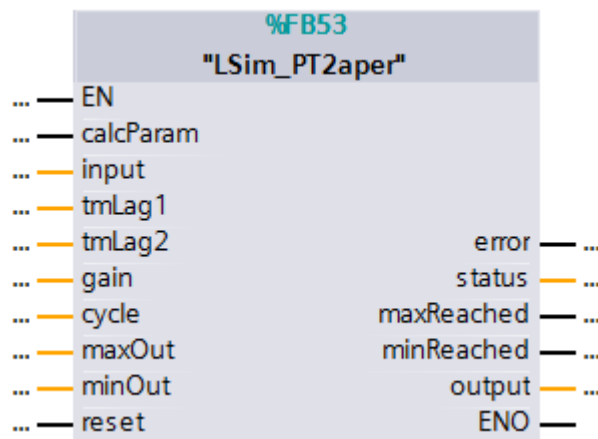 %FB53
"LSim_PT2aper"
... EN
... calcParam
... input
... tmLag1
... tmLag2 error ...
... gain status ...
... cycle maxReached ...
... maxOut minReached ...
... minOut output ...
... reset ENO